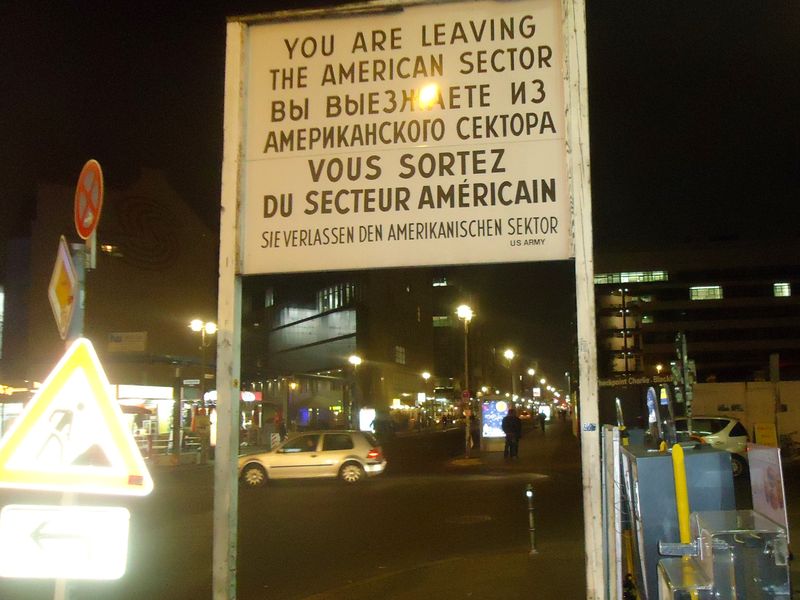 YOU ARE LEAVING
THE AMERICAN SECTOR
ВЫ ВЫЕЗЖАЕТЕ ИЗ
АМЕРИКАНСКОГО СЕКТОРА
VOUS SORTEZ
DU SECTEUR AMÉRICAIN
SIE VERLASSEN DEN AMERIKANISCHEN SEKTOR
US ARMY
Checkpoint Charlie